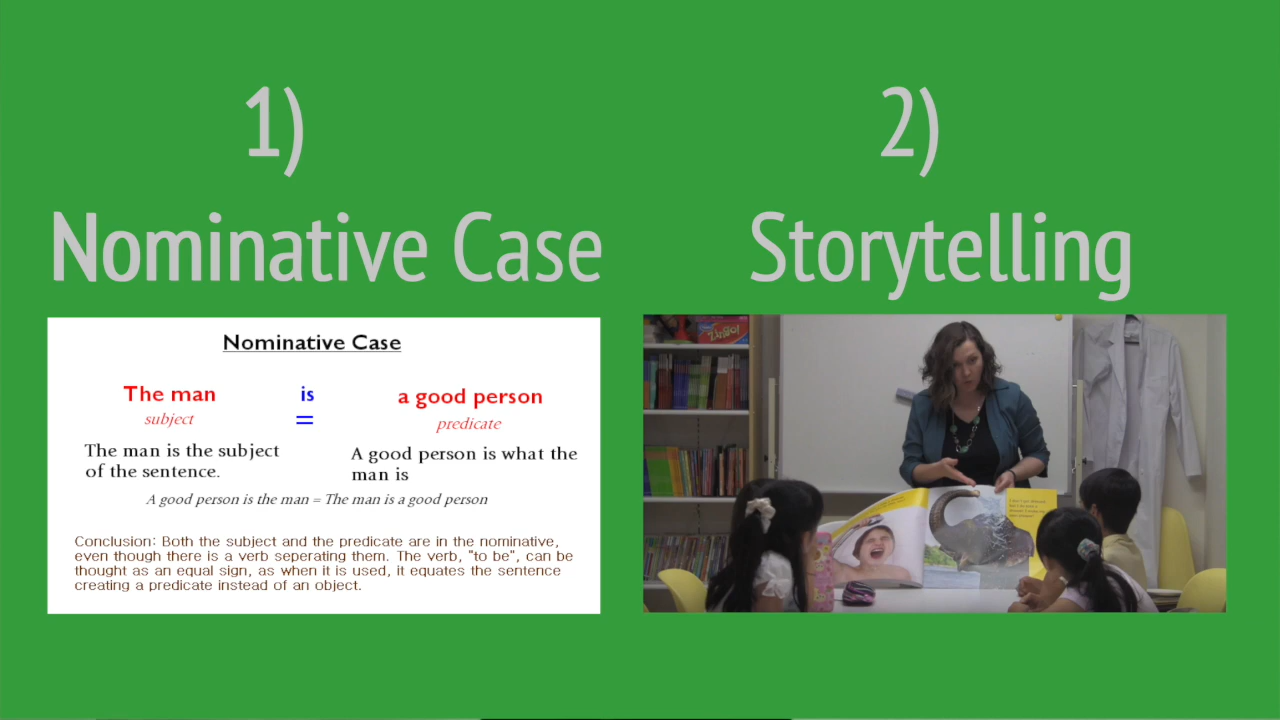 1)
Nominative Case
Nominative Case
The man is a good person
subject = predicate
The man is the subject
of the sentence.
A good person is what the
man is
A good person is the man = The man is a good person
Conclusion: Both the subject and the predicate are in the nominative,
even though there is a verb seperating them. The verb, "to be", can be
thought as an equal sign, as when it is used, it equates the sentence
creating a predicate instead of an object.
2)
Storytelling